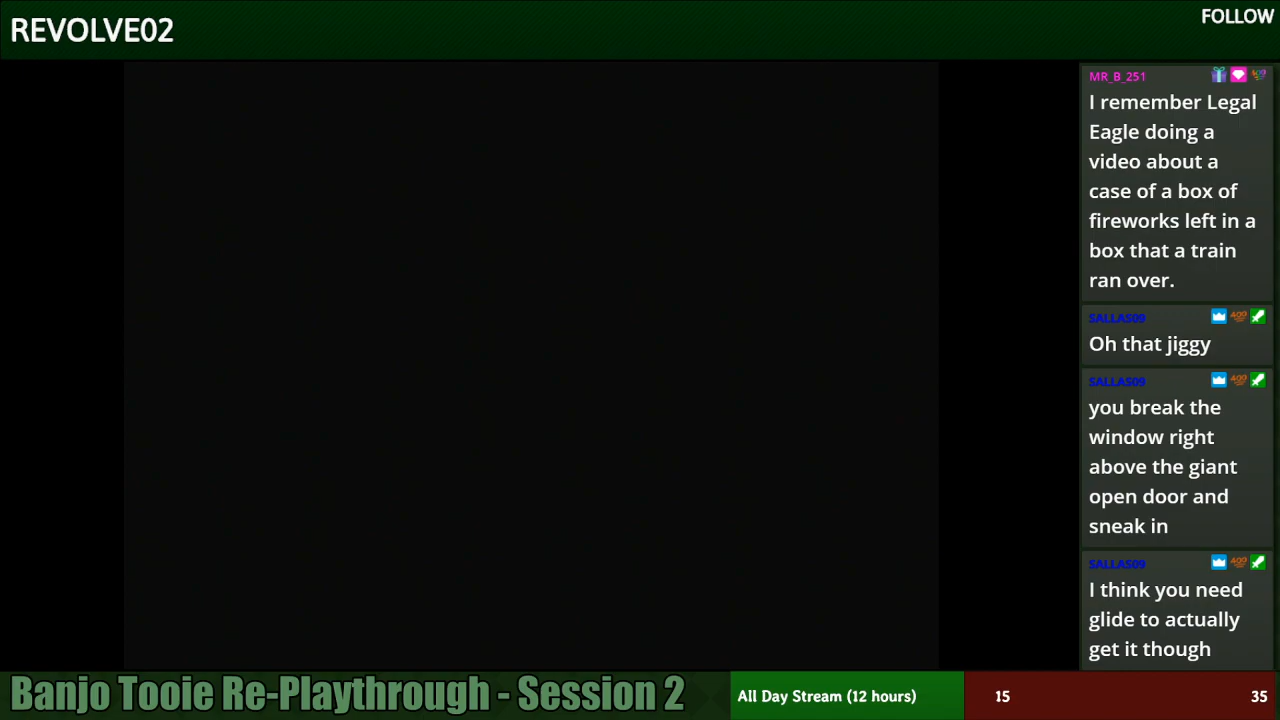 REVOLVE02
FOLLOW
MR_B_251
I remember Legal
Eagle doing a
video about a
case of a box of
fireworks left in a
box that a train
ran over.
SALLAS09
Oh that jiggy
SALLAS09
you break the
window right
above the giant
open door and
sneak in
SALLAS09
I think you need
glide to actually
get it though
Banjo Tooie Re-Playthrough - Session 2
All Day Stream (12 hours)
15
35